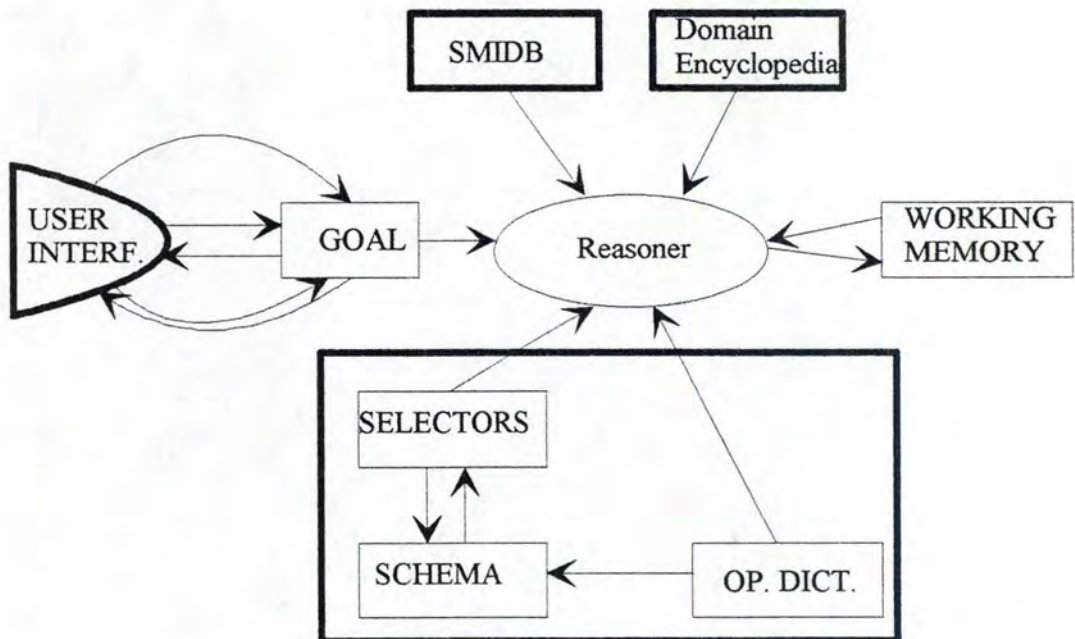 SMIDB
Domain
Encyclopedia
USER
INTERF.
GOAL
Reasoner
WORKING
MEMORY
SELECTORS
SCHEMA
OP. DICT.